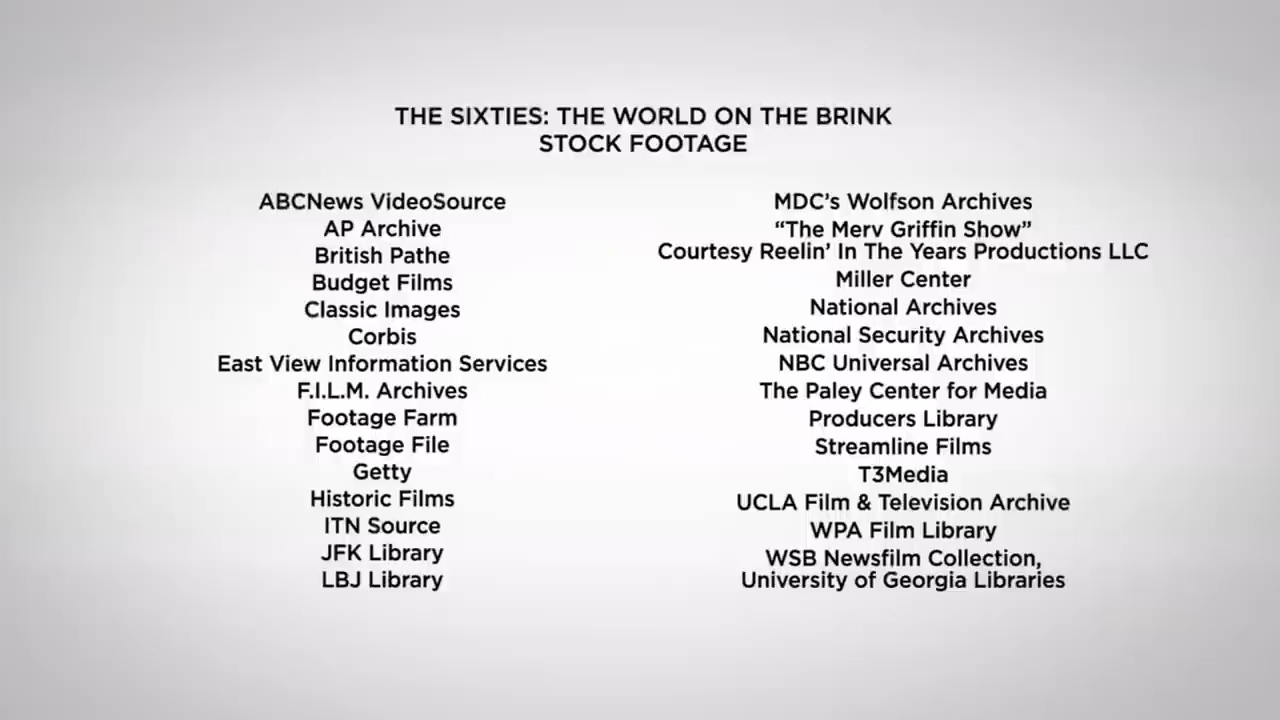 THE SIXTIES: THE WORLD ON THE BRINK
STOCK FOOTAGE
ABCNews VideoSource
AP Archive
British Pathe
Budget Films
Classic Images
Corbis
East View Information Services
F.I.L.M. Archives
Footage Farm
Footage File
Getty
Historic Films
ITN Source
JFK Library
LBJ Library
MDC’s Wolfson Archives
“The Merv Griffin Show”
Courtesy Reelin’ In The Years Productions LLC
Miller Center
National Archives
National Security Archives
NBC Universal Archives
The Paley Center for Media
Producers Library
Streamline Films
T3Media
UCLA Film & Television Archive
WPA Film Library
WSB Newsfilm Collection,
University of Georgia Libraries